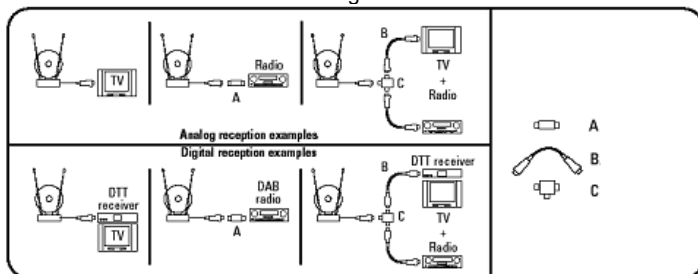 TV
Radio
A
B
C
TV
+
Radio
Analog reception examples
Digital reception examples
DTT
receiver
TV
DAB
radio
A
B
C
DTT receiver
TV
+
Radio
A
B
C